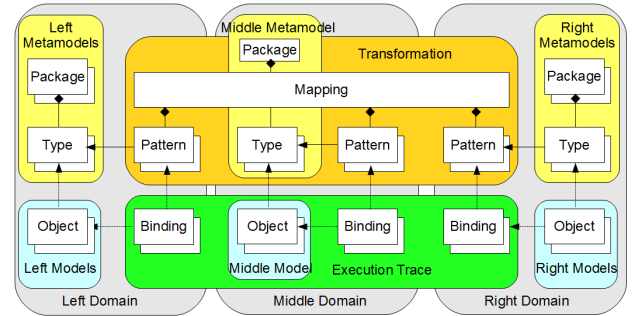 Left
Metamodels
Middle Metamodel
Right
Metamodels
Package
Package
Package
Transformation
Mapping
Type
Pattern
Type
Pattern
Pattern
Type
Object
Binding
Object
Binding
Binding
Object
Left Models
Middle Model
Execution Trace
Right Models
Left Domain
Middle Domain
Right Domain